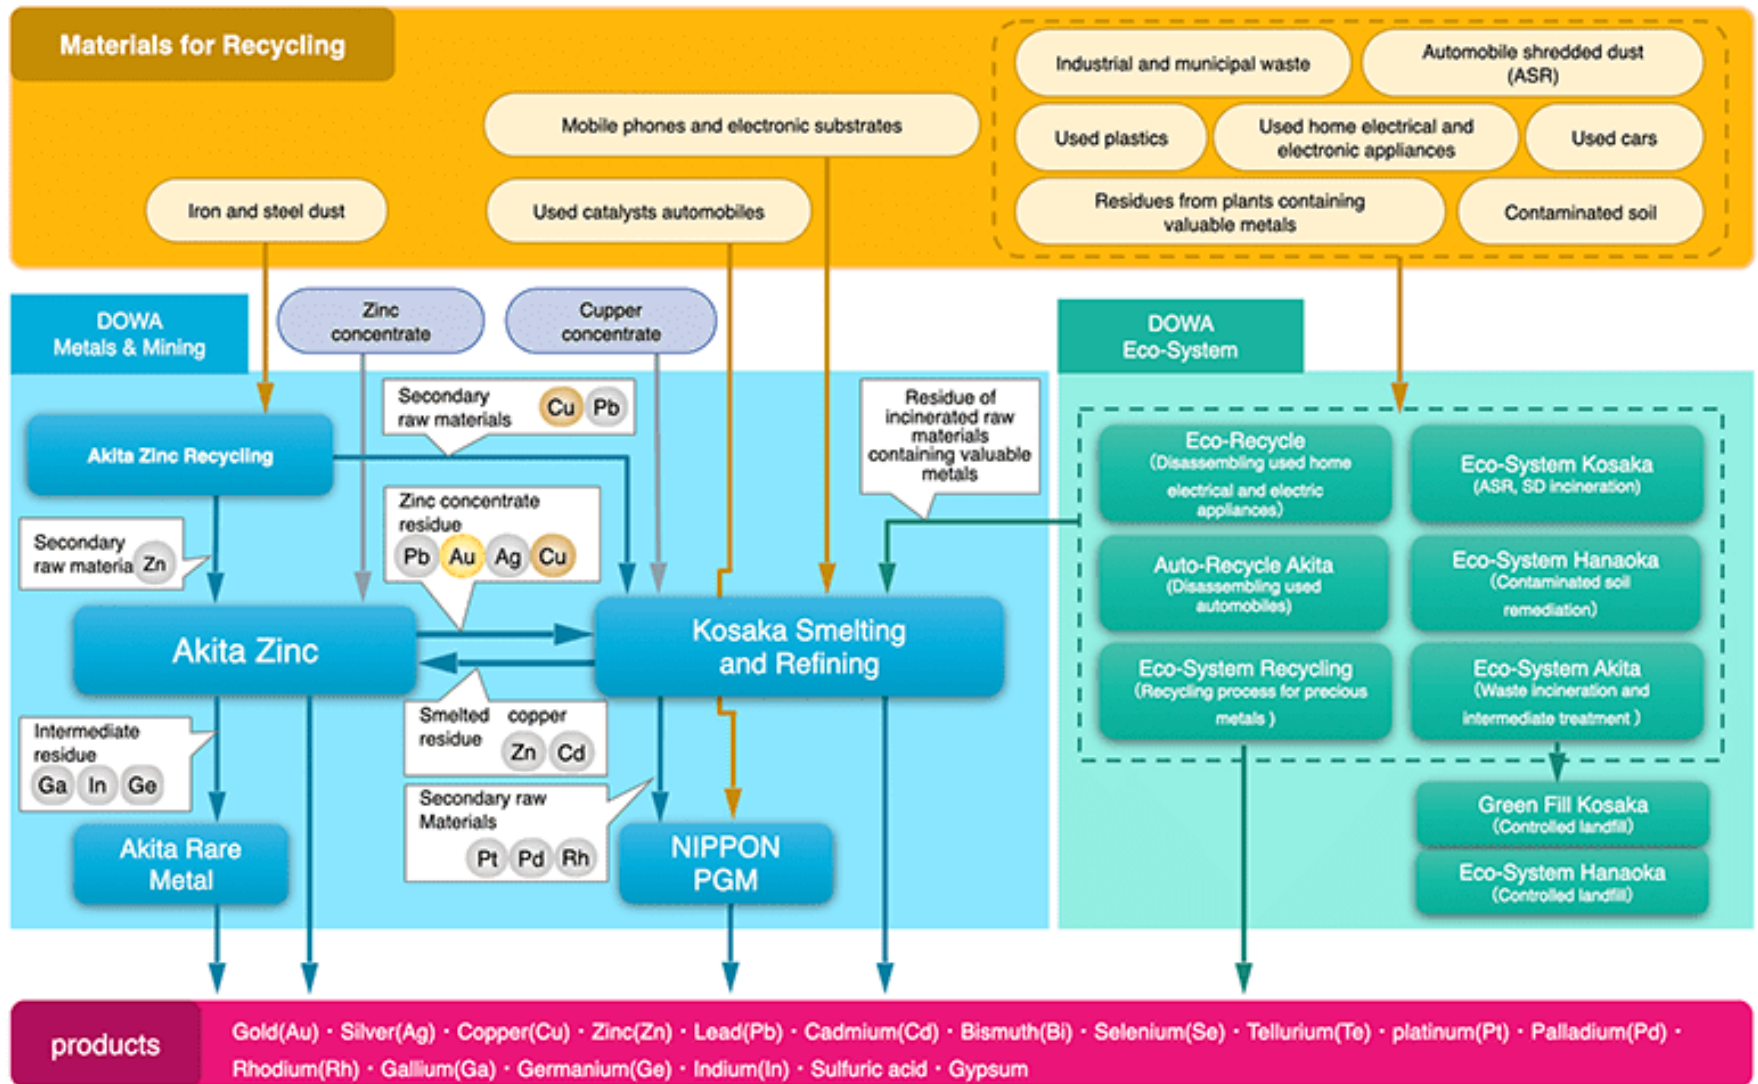 Materials for Recycling
Industrial and municipal waste
Automobile shredded dust
(ASR)
Mobile phones and electronic substrates
Used plastics
Used home electrical and
electronic appliances
Used cars
Iron and steel dust
Used catalysts automobiles
Residues from plants containing
valuable metals
Contaminated soil
DOWA
Metals & Mining
Zinc
concentrate
Cupper
concentrate
DOWA
Eco-System
Secondary
raw materials
Cu
Pb
Residue of
incinerated raw
materials
containing valuable
metals
Akita Zinc Recycling
Zinc concentrate
residue
Pb
Au
Ag
Cu
Secondary
raw materia
Zn
Akita Zinc
Kosaka Smelting
and Refining
Smelted copper
residue
Zn
Cd
Intermediate
residue
Ga
In
Ge
Secondary raw
Materials
Pt
Pd
Rh
Akita Rare
Metal
NIPPON
PGM
Eco-Recycle
(Disassembling used home
electrical and electric
appliances)
Eco-System Kosaka
(ASR, SD incineration)
Auto-Recycle Akita
(Disassembling used
automobiles)
Eco-System Hanaoka
(Contaminated soil
remediation)
Eco-System Recycling
(Recycling process for precious
metals )
Eco-System Akita
(Waste incineration and
intermediate treatment )
Green Fill Kosaka
(Controlled landfill)
Eco-System Hanaoka
(Controlled landfill)
products
Gold(Au)・Silver(Ag)・Copper(Cu)・Zinc(Zn)・Lead(Pb)・Cadmium(Cd)・Bismuth(Bi)・Selenium(Se)・Tellurium(Te)・platinum(Pt)・Palladium(Pd)・
Rhodium(Rh)・Gallium(Ga)・Germanium(Ge)・Indium(In)・Sulfuric acid・Gypsum